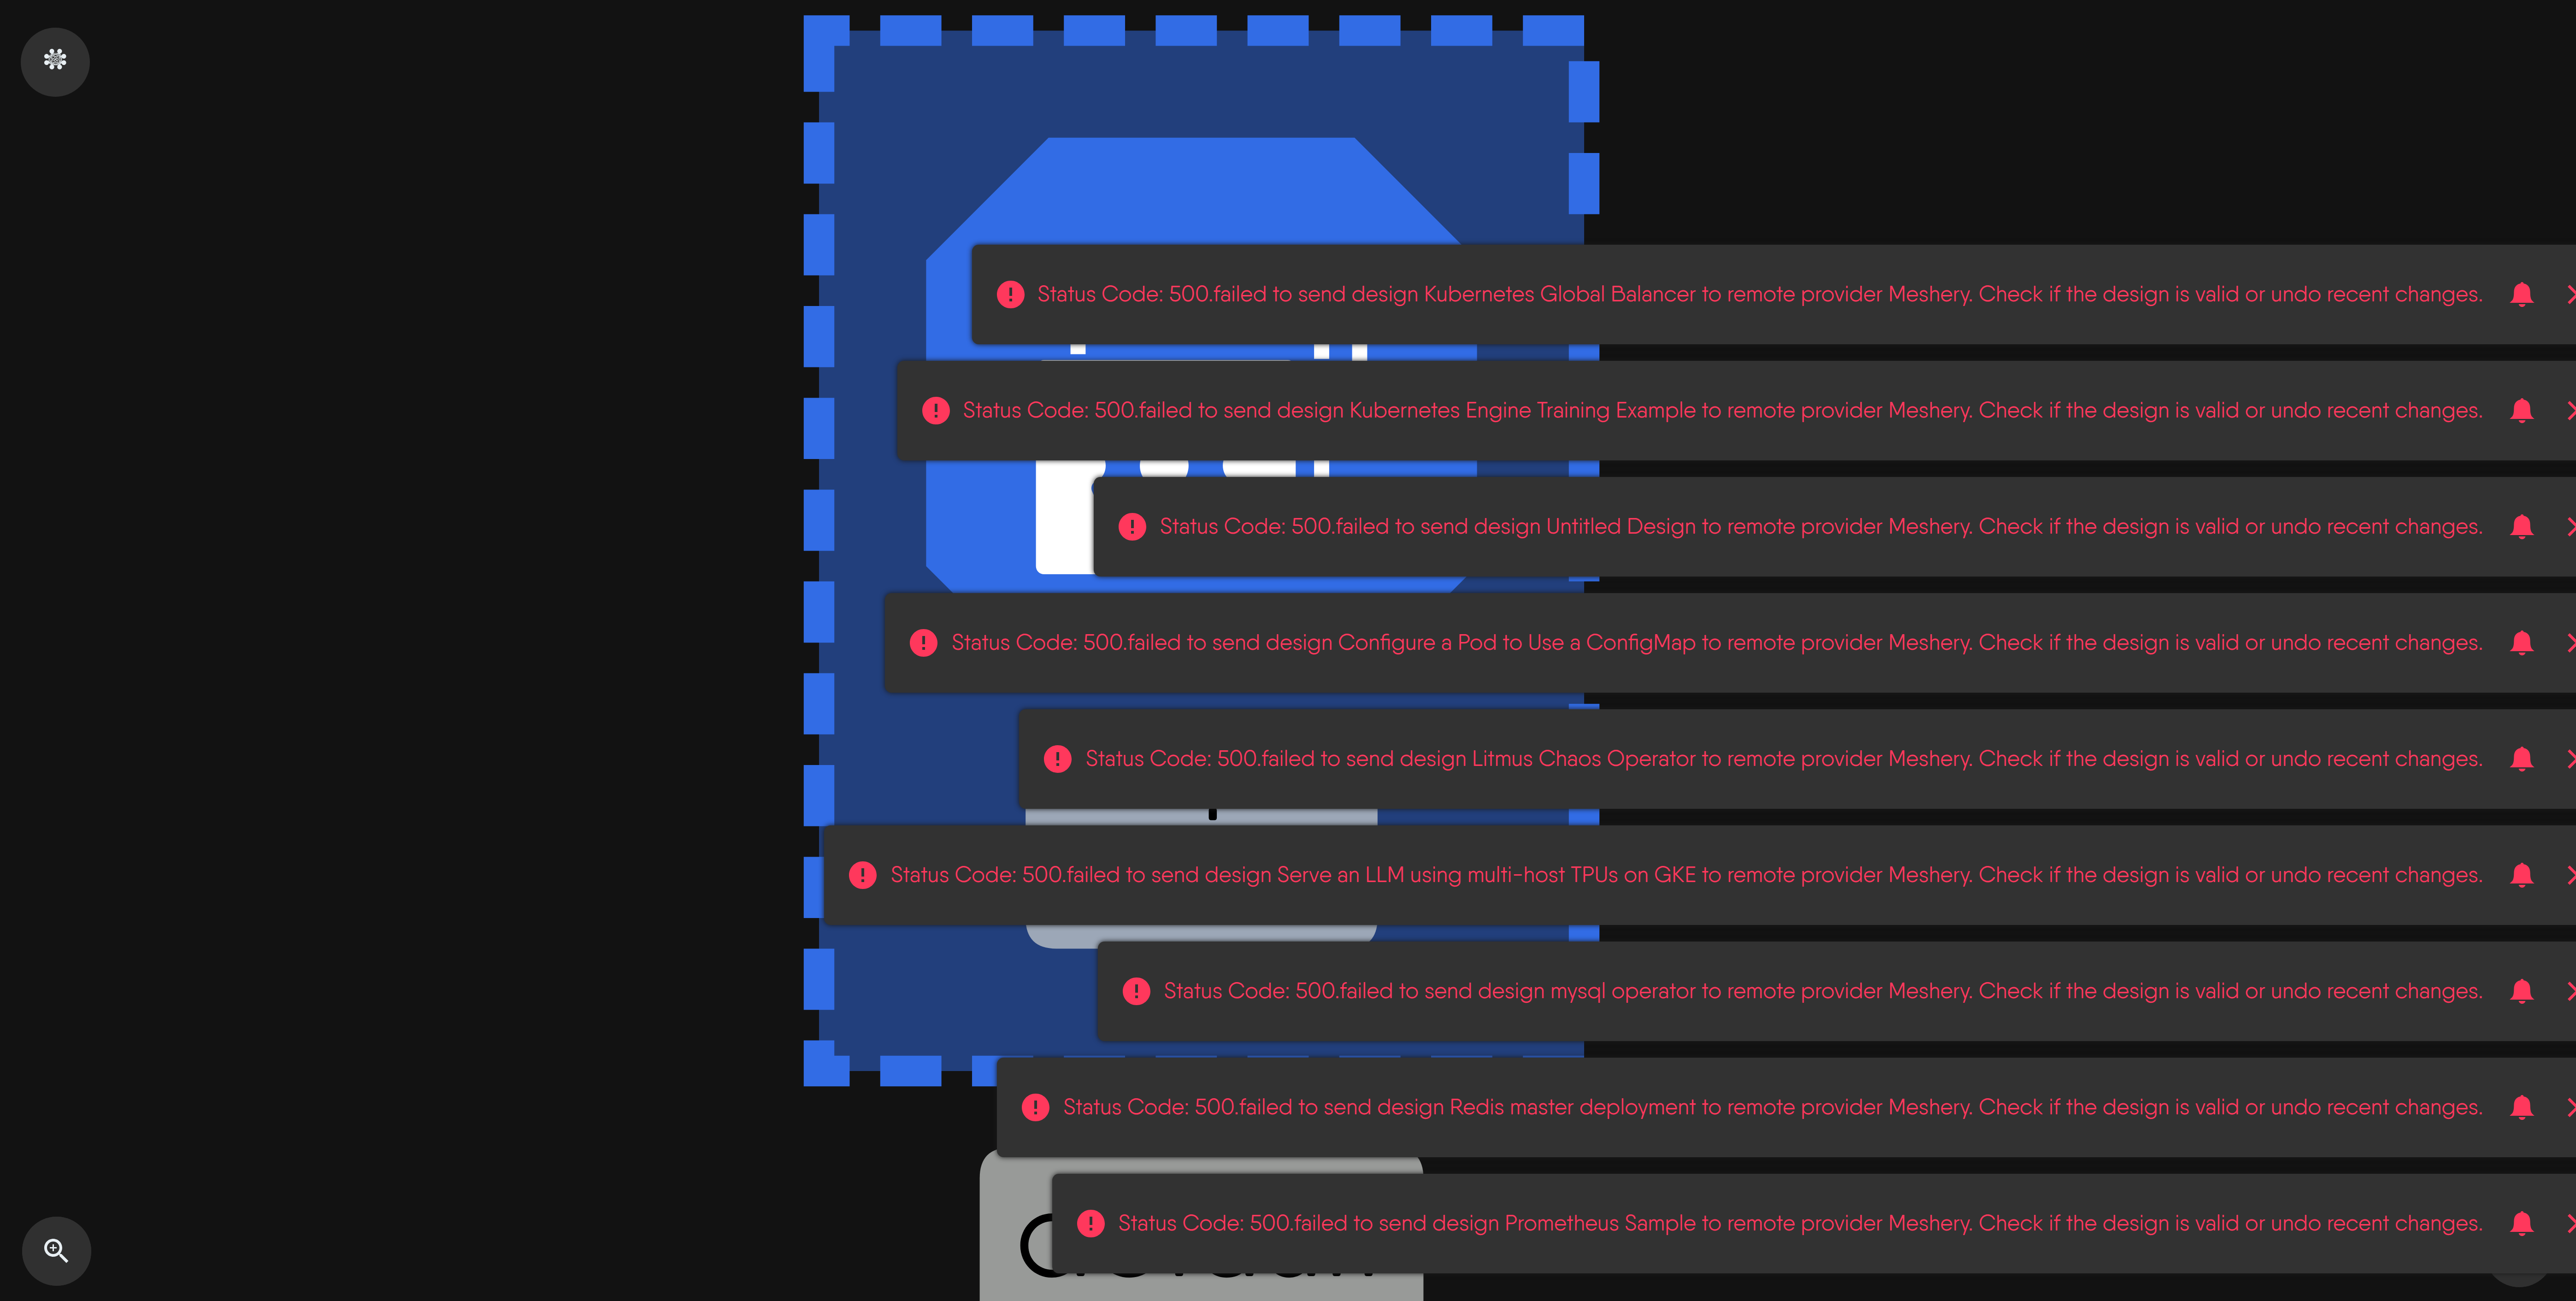 Status Code: 500.failed to send design Kubernetes Global Balancer to remote provider Meshery. Check if the design is valid or undo recent changes.
Status Code: 500.failed to send design Kubernetes Engine Training Example to remote provider Meshery. Check if the design is valid or undo recent changes.
Status Code: 500.failed to send design Untitled Design to remote provider Meshery. Check if the design is valid or undo recent changes.
Status Code: 500.failed to send design Configure a Pod to Use a ConfigMap to remote provider Meshery. Check if the design is valid or undo recent changes.
Status Code: 500.failed to send design Litmus Chaos Operator to remote provider Meshery. Check if the design is valid or undo recent changes.
Status Code: 500.failed to send design Serve an LLM using multi-host TPUs on GKE to remote provider Meshery. Check if the design is valid or undo recent changes.
Status Code: 500.failed to send design mysql operator to remote provider Meshery. Check if the design is valid or undo recent changes.
Status Code: 500.failed to send design Redis master deployment to remote provider Meshery. Check if the design is valid or undo recent changes.
Status Code: 500.failed to send design Prometheus Sample to remote provider Meshery. Check if the design is valid or undo recent changes.